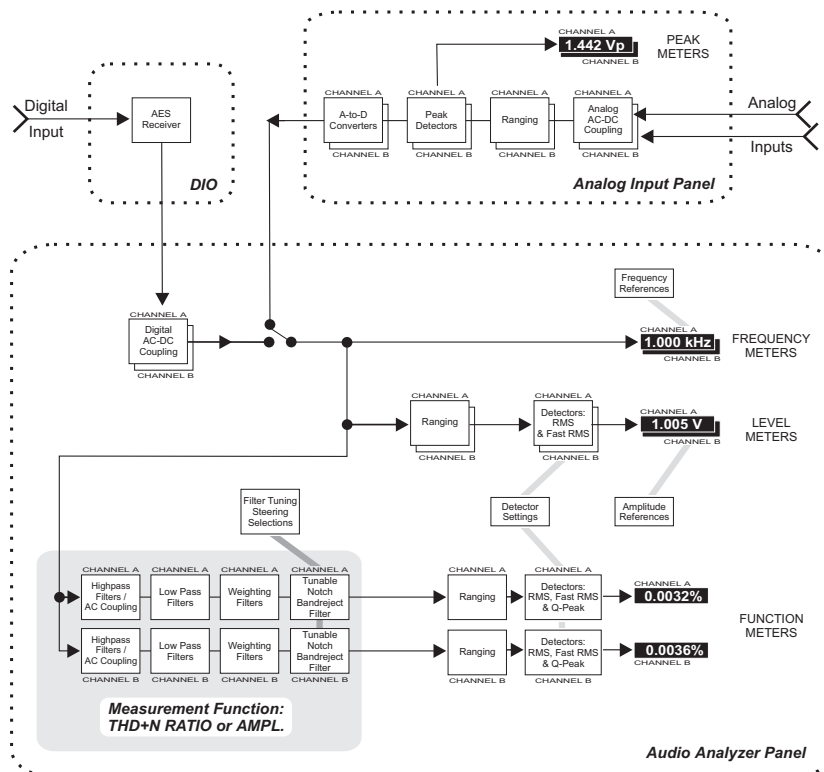 CHANNEL A
1.442 Vp
CHANNEL B
PEAK
METERS
Digital
Input
AES
Receiver
DIO
CHANNEL A
A-to-D
Converters
CHANNEL B
CHANNEL A
Peak
Detectors
CHANNEL B
CHANNEL A
Ranging
CHANNEL B
CHANNEL A
Analog
AC-DC
Coupling
CHANNEL B
Analog
Inputs
Analog Input Panel
CHANNEL A
Digital
AC-DC
Coupling
CHANNEL B
Frequency
References
CHANNEL A
1.000 kHz
CHANNEL B
FREQUENCY
METERS
CHANNEL A
Ranging
CHANNEL B
CHANNEL A
Detectors:
RMS
& Fast RMS
CHANNEL B
CHANNEL A
1.005 V
CHANNEL B
LEVEL
METERS
Filter Tuning
Steering
Selections
Detector
Settings
Amplitude
References
CHANNEL A
Highpass
Filters /
AC Coupling
CHANNEL A
Low Pass
Filters
CHANNEL A
Weighting
Filters
CHANNEL A
Tunable
Notch
Bandreject
Filter
CHANNEL A
Ranging
CHANNEL A
Detectors:
RMS, Fast RMS
& Q-Peak
CHANNEL A
0.0032%
FUNCTION
METERS
Highpass
Filters /
AC Coupling
CHANNEL B
Low Pass
Filters
CHANNEL B
Weighting
Filters
CHANNEL B
Tunable
Notch
Bandreject
Filter
CHANNEL B
Ranging
CHANNEL B
Detectors:
RMS, Fast RMS
& Q-Peak
CHANNEL B
0.0036%
CHANNEL B
Measurement Function:
THD+N RATIO or AMPL.
Audio Analyzer Panel